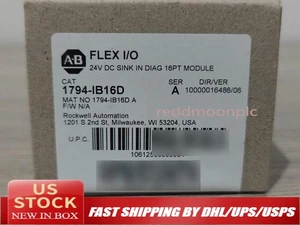 AB FLEX I/O
24V DC SINK IN DIAG 16PT MODULE
CAT SER DIR/VER
1794-IB16D A 10000016486/06
MAT NO 1794-IB16D A
F/W N/A
reddmoonplc
Rockwell Automation
1201 S 2nd St, Milwaukee, WI 53204, USA
U.P.C.
US
STOCK
NEW IN BOX
FAST SHIPPING BY DHL/UPS/USPS